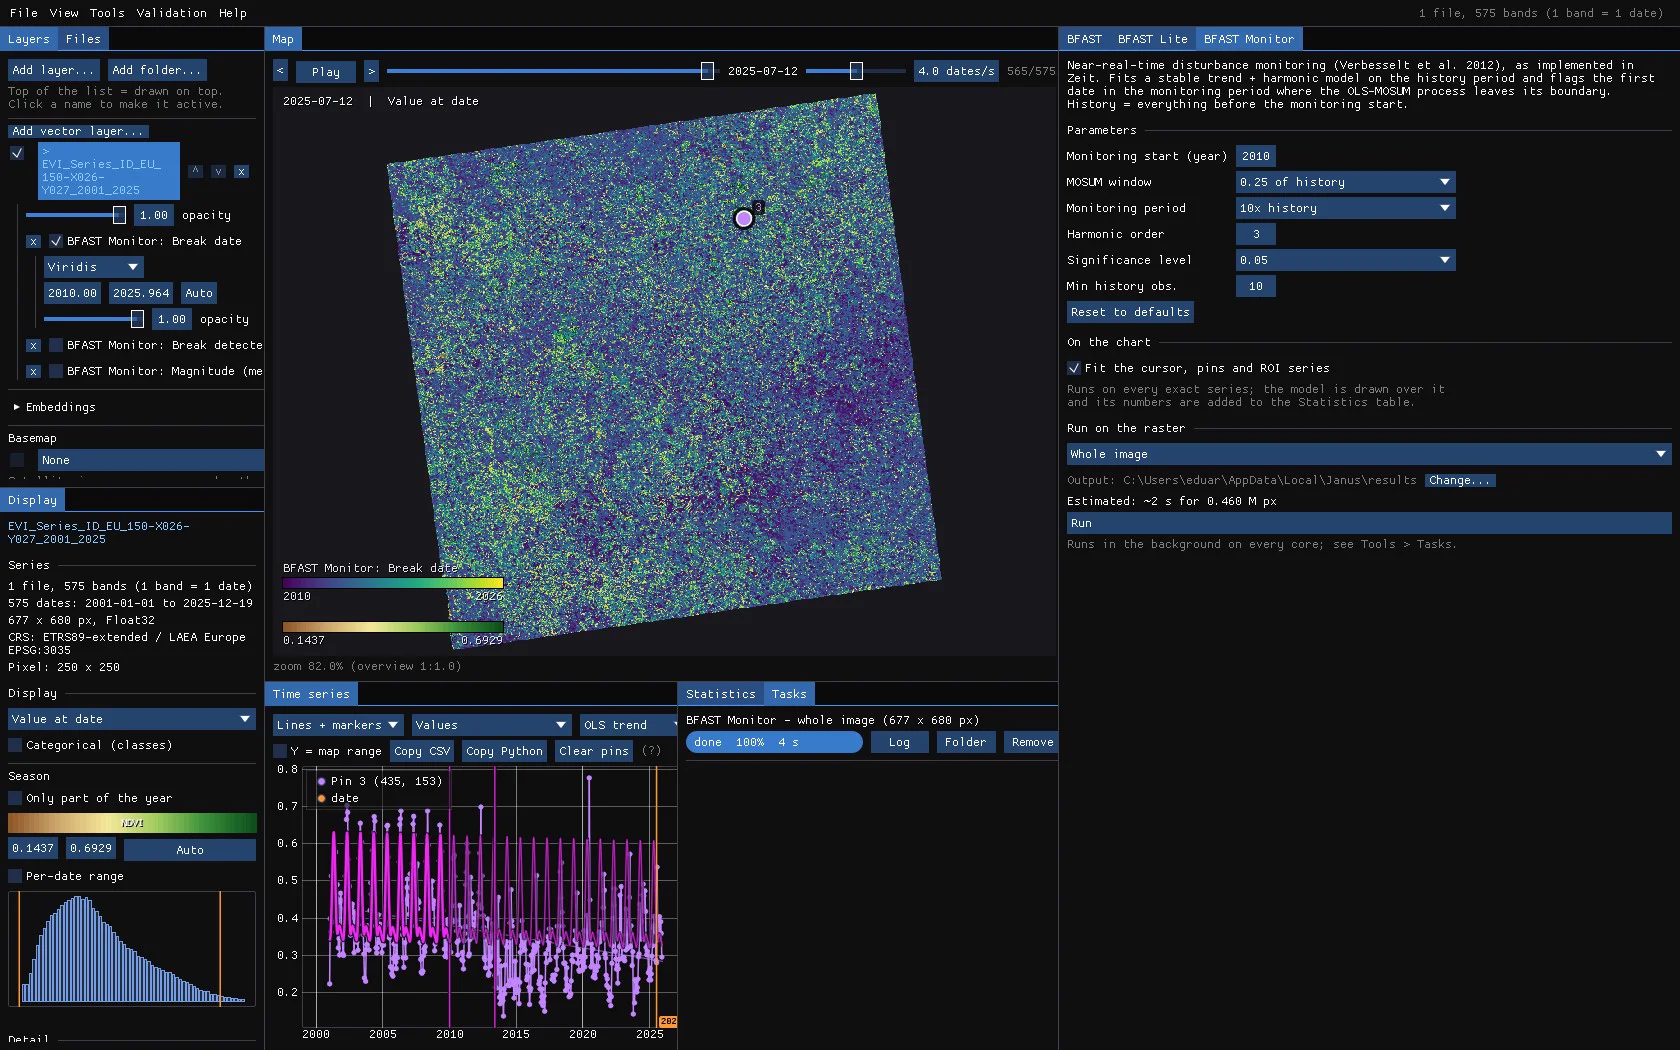 File View Tools Validation Help
1 file, 575 bands (1 band = 1 date)
Layers Files
Add layer... Add folder...
Top of the list = drawn on top.
Click a name to make it active.
Add vector layer...
>
EVI_Series_ID_EU_
150-X026-
Y027_2001_2025
^ v x
1.00 opacity
x BFAST Monitor: Break date
Viridis
2010.00 2025.964 Auto
1.00 opacity
x BFAST Monitor: Break detecte
x BFAST Monitor: Magnitude (me
Embeddings
Basemap
None
Display
EVI_Series_ID_EU_150-X026-
Y027_2001_2025
Series
1 file, 575 bands (1 band = 1 date)
575 dates: 2001-01-01 to 2025-12-19
677 x 680 px, Float32
CRS: ETRS89-extended / LAEA Europe
EPSG:3035
Pixel: 250 x 250
Display
Value at date
Categorical (classes)
Season
Only part of the year
NDVI
0.1437 0.6929 Auto
Per-date range
Detail
Map
< Play > 2025-07-12 4.0 dates/s 565/575
2025-07-12 | Value at date
3
BFAST Monitor: Break date
2010 2026
0.1437 0.6929
zoom 82.0% (overview 1:1.0)
Time series
Lines + markers Values OLS trend
Y = map range Copy CSV Copy Python Clear pins (?)
Pin 3 (435, 153)
date
0.8
0.7
0.6
0.5
0.4
0.3
0.2
202
2000 2005 2010 2015 2020 2025
Statistics Tasks
BFAST Monitor - whole image (677 x 680 px)
done 100% 4 s Log Folder Remove
BFAST BFAST Lite BFAST Monitor
Near-real-time disturbance monitoring (Verbesselt et al. 2012), as implemented in
Zeit. Fits a stable trend + harmonic model on the history period and flags the first
date in the monitoring period where the OLS-MOSUM process leaves its boundary.
History = everything before the monitoring start.
Parameters
Monitoring start (year) 2010
MOSUM window 0.25 of history
Monitoring period 10x history
Harmonic order 3
Significance level 0.05
Min history obs. 10
Reset to defaults
On the chart
Fit the cursor, pins and ROI series
Runs on every exact series; the model is drawn over it
and its numbers are added to the Statistics table.
Run on the raster
Whole image
Output: C:\Users\eduar\AppData\Local\Janus\results Change...
Estimated: ~2 s for 0.460 M px
Run
Runs in the background on every core; see Tools > Tasks.